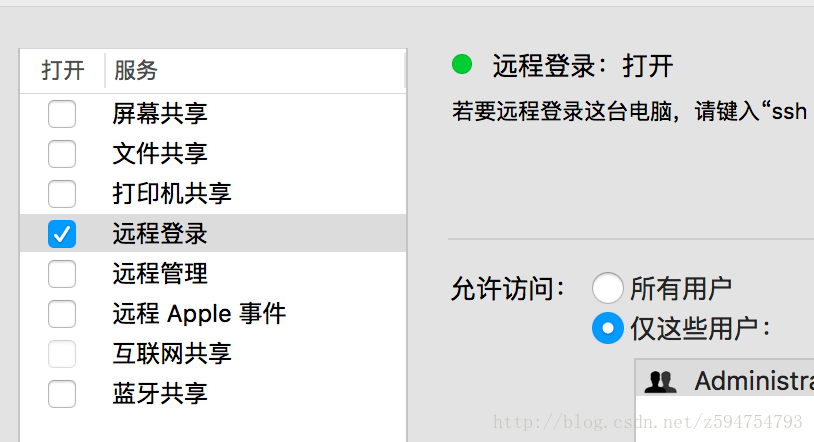 打开 服务
屏幕共享
文件共享
打印机共享
远程登录
远程管理
远程 Apple 事件
互联网共享
蓝牙共享
远程登录：打开
若要远程登录这台电脑，请键入“ssh
允许访问：
所有用户
仅这些用户：
Administra
http://blog.csdn.net/z594754793